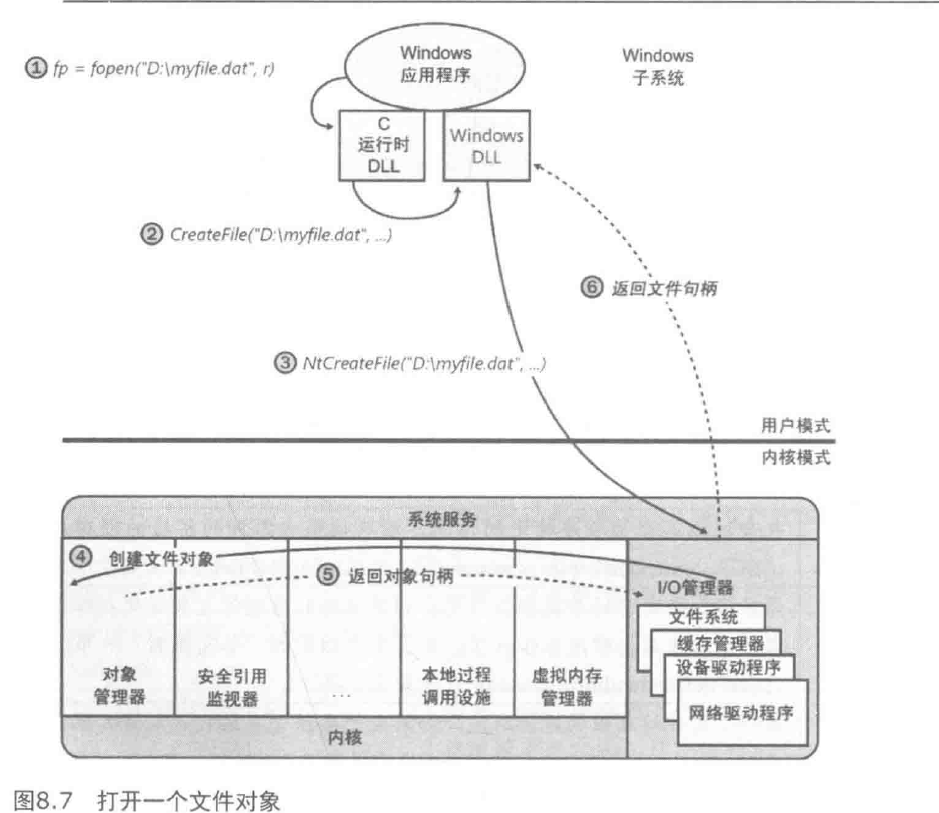 ① fp = fopen("D:\myfile.dat", r)
Windows
应用程序
Windows
子系统
C
运行时
DLL
Windows
DLL
② CreateFile("D:\myfile.dat", ...)
⑥ 返回文件句柄
③ NtCreateFile("D:\myfile.dat", ...)
用户模式
内核模式
系统服务
④ 创建文件对象
⑤ 返回对象句柄
I/O管理器
文件系统
缓存管理器
设备驱动程序
网络驱动程序
对象
管理器
安全引用
监视器
....
本地过程
调用设施
虚拟内存
管理器
内核
图8.7 打开一个文件对象